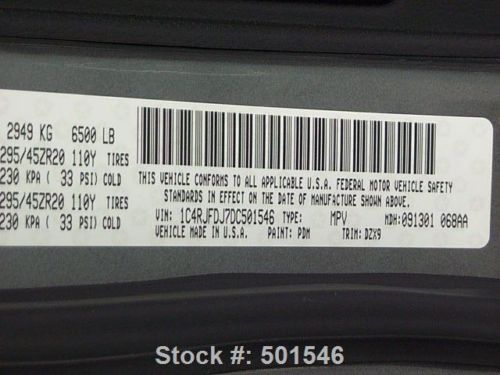 2949 KG 6500 LB
295/45ZR20 110Y TIRES
230 KPA ( 33 PSI) COLD
295/45ZR20 110Y TIRES
230 KPA ( 33 PSI) COLD
THIS VEHICLE CONFORMS TO ALL APPLICABLE U.S.A. FEDERAL MOTOR VEHICLE SAFETY
STANDARDS IN EFFECT ON THE DATE OF MANUFACTURE SHOWN ABOVE
VIN: 1C4RJFDJ7DC501546 TYPE: MPV MDH: 091301 068AA
VEHICLE MADE IN U.S.A. PAINT: PDM TRIM: DZX9
Stock #: 501546